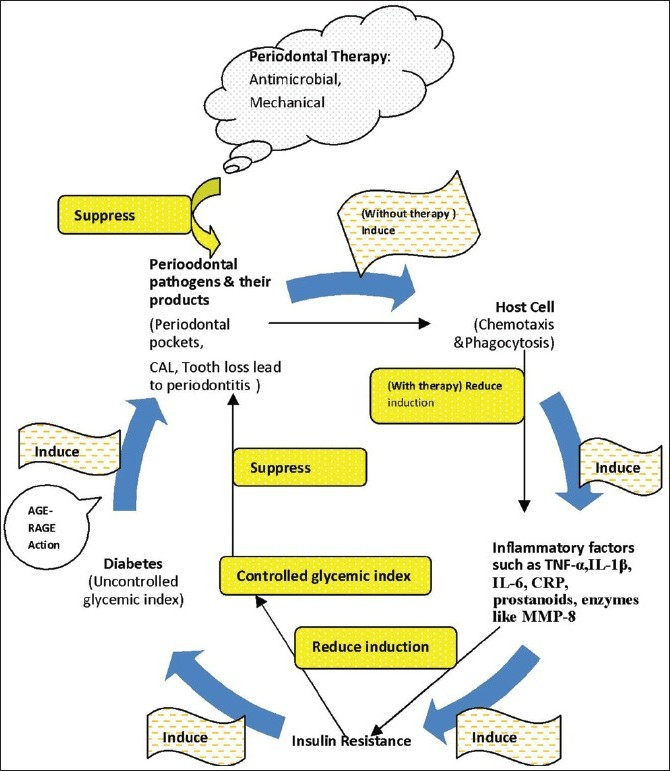 Periodontal Therapy:
Antimicrobial,
Mechanical
Suppress
(Without therapy )
Induce
Perioodontal
pathogens & their
products
(Periodontal
pockets,
CAL, Tooth loss lead
to periodontitis )
Host Cell
(Chemotaxis
&Phagocytosis)
(With therapy) Reduce
induction
Induce
Suppress
Induce
AGE-
RAGE
Action
Diabetes
(Uncontrolled
glycemic index)
Controlled glycemic index
Inflammatory factors
such as TNF-α,IL-1β,
IL-6, CRP,
prostanoids, enzymes
like MMP-8
Reduce induction
Induce
Insulin Resistance
Induce